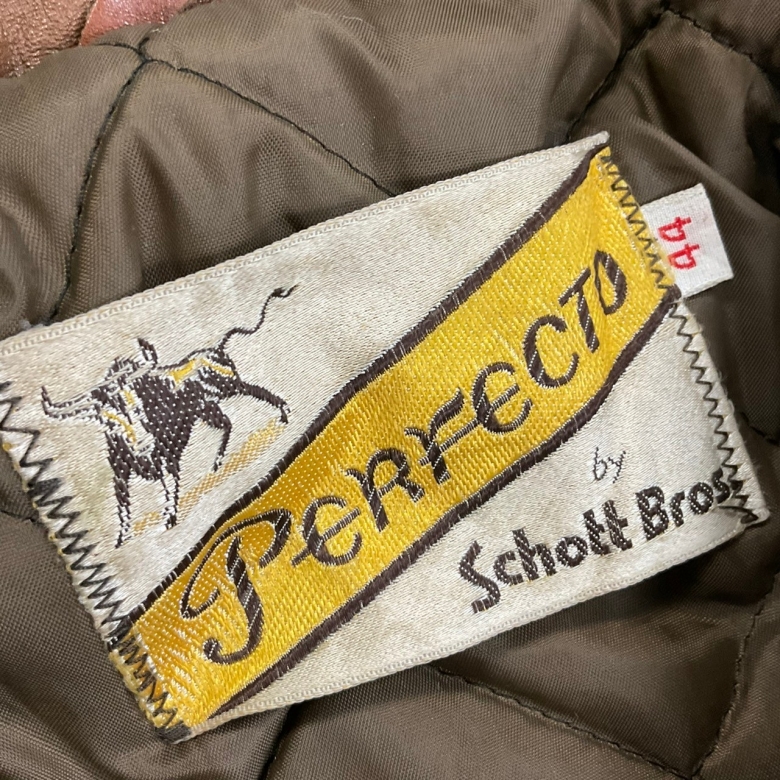 PERFECTO
by
Schott Bros.
44